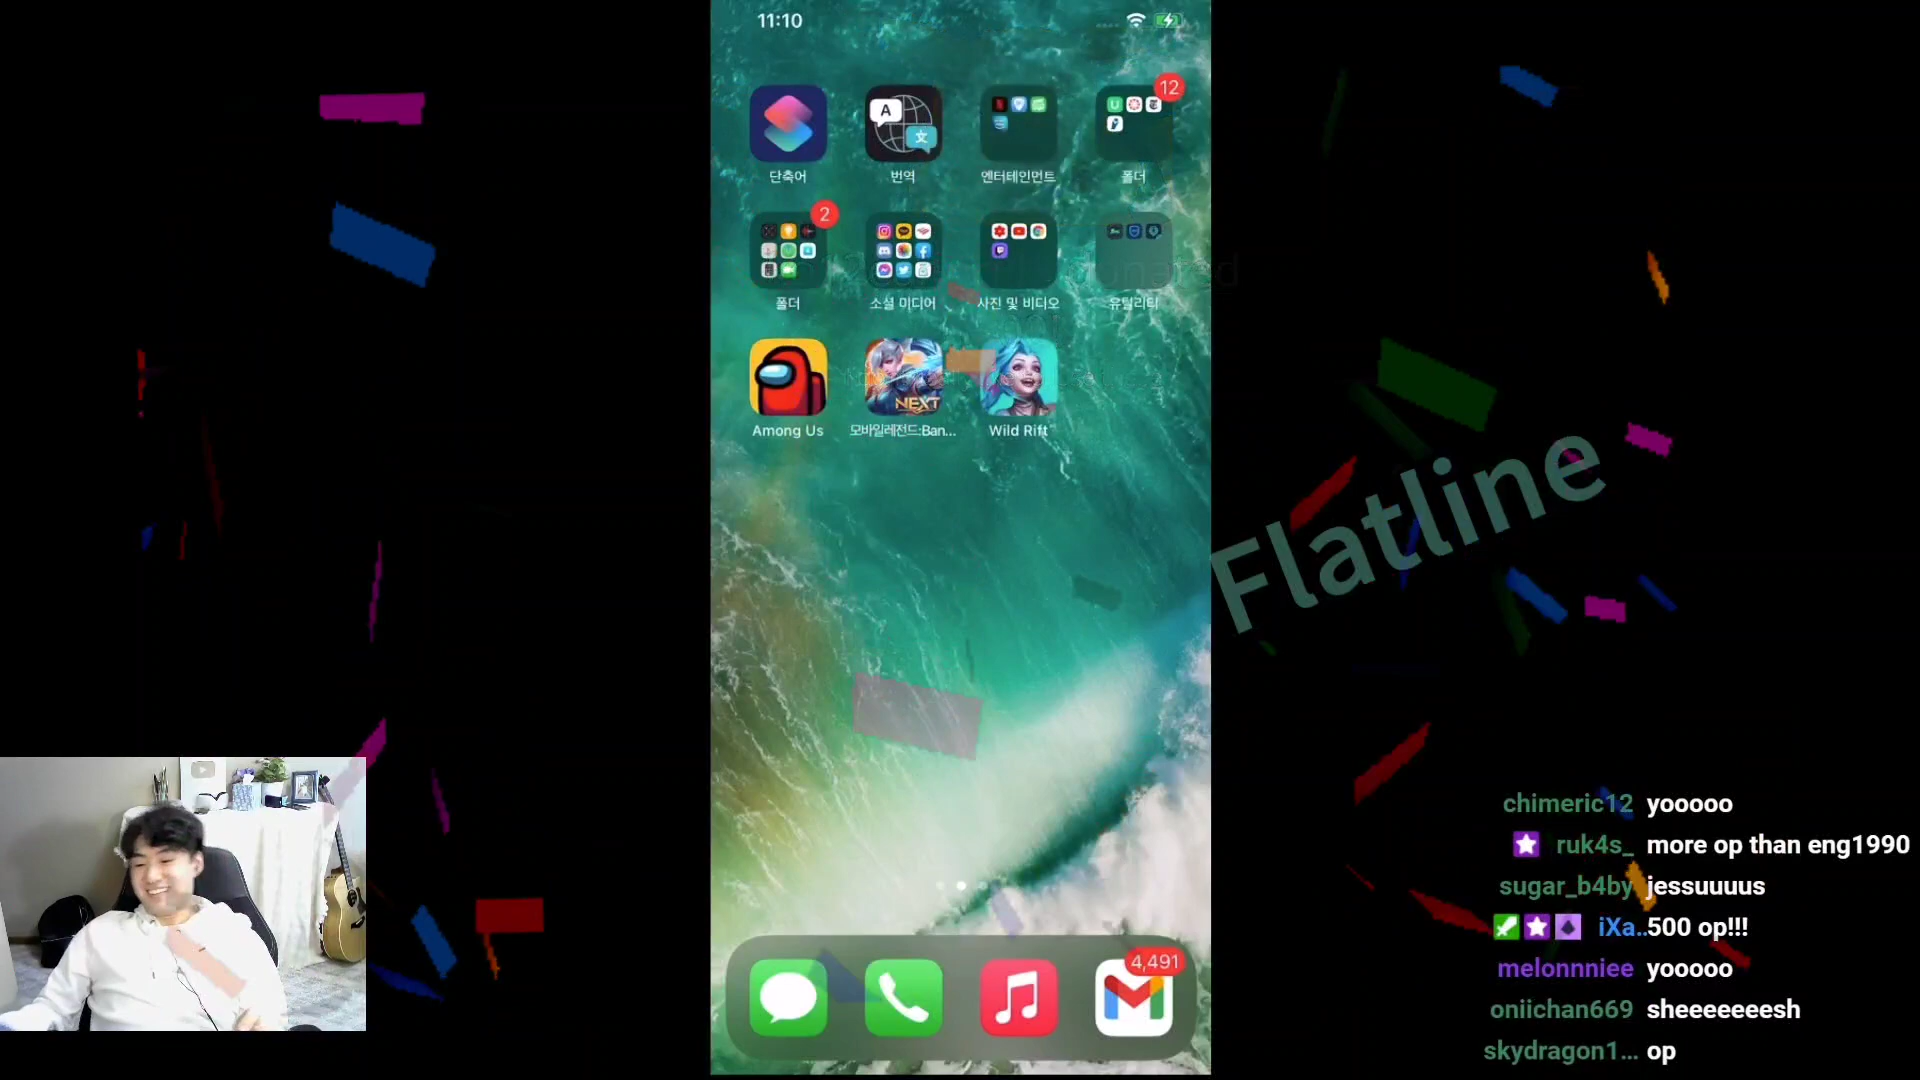 11:10
12
A
文
단축어
번역
엔터테인먼트
폴더
2
폴더
소셜 미디어
사진 및 비디오
유틸리티
NEXT
Among Us
모바일레전드:Ban...
Wild Rift
Flatline
chimeric12 yooooo
ruk4s_ more op than eng1990
sugar_b4by jessuuuus
iXa.. 500 op!!!
melonnniee yooooo
oniichan669 sheeeeeeesh
skydragon1... op
4,491